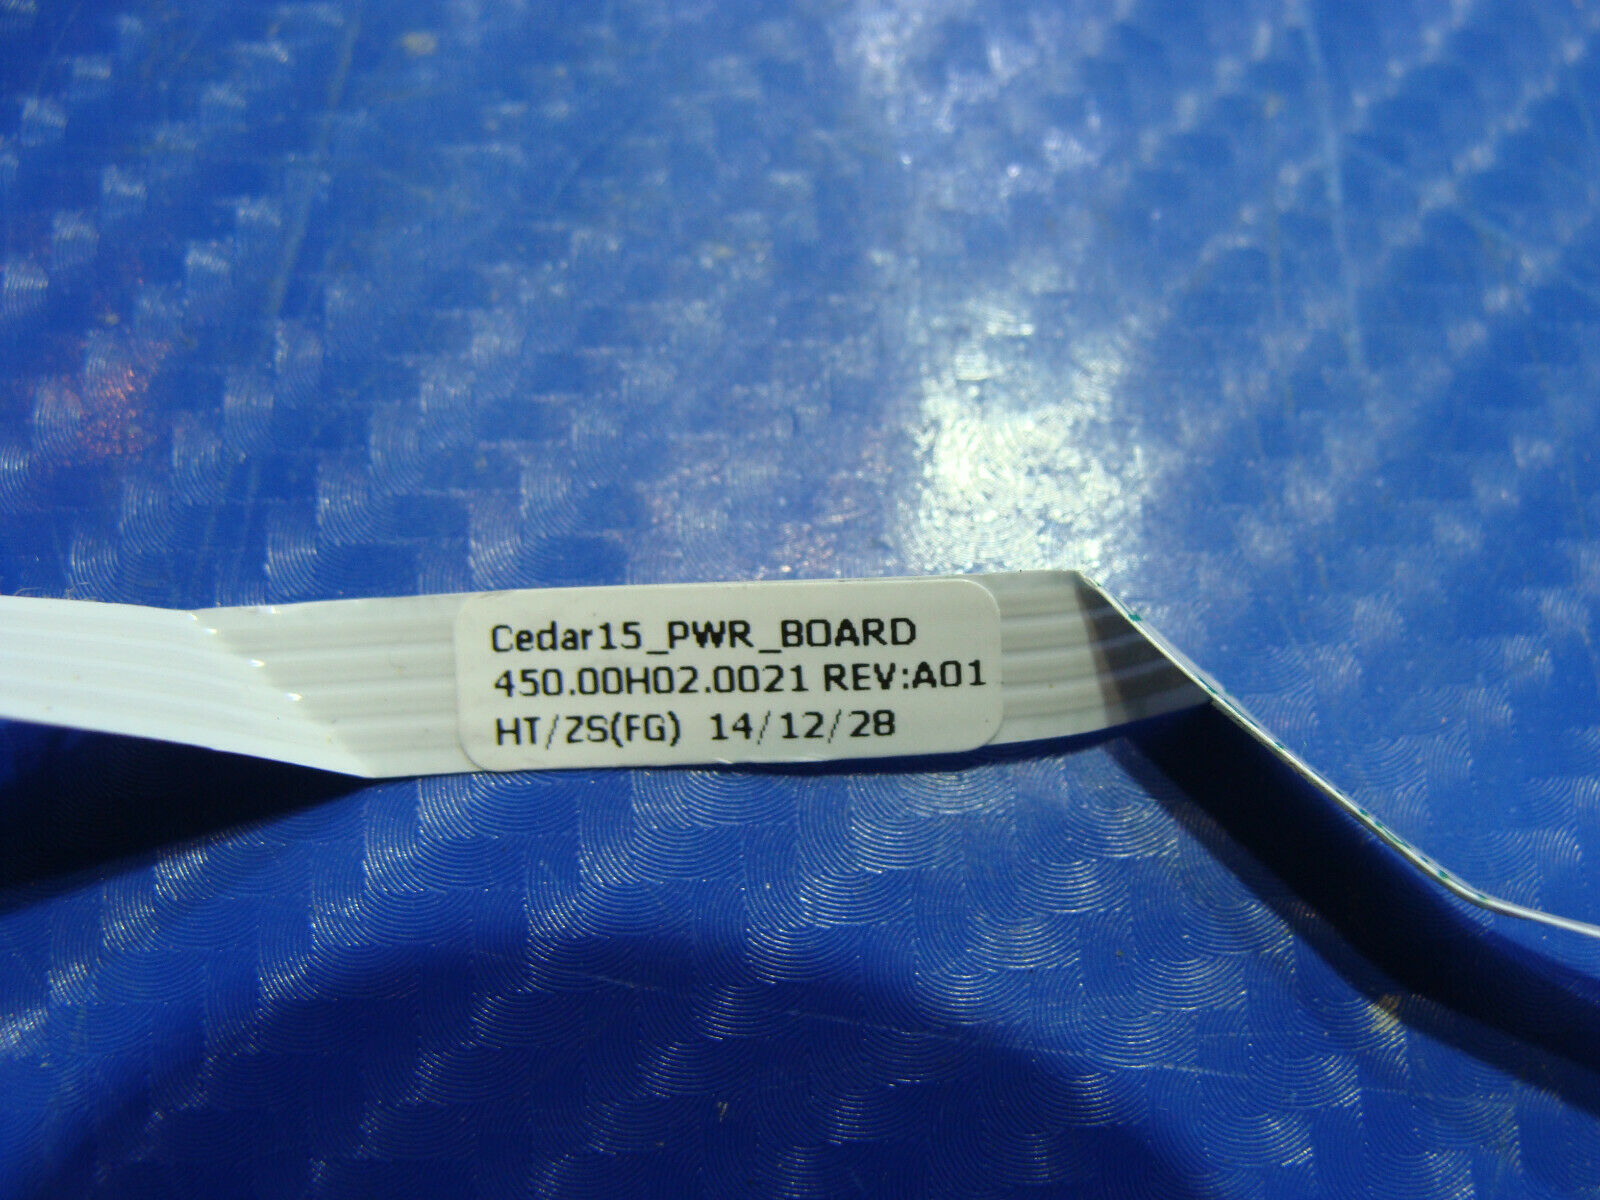 Cedar15_PWR_BOARD
450.00H02.0021 REV:A01
HT/ZS(FG) 14/12/28